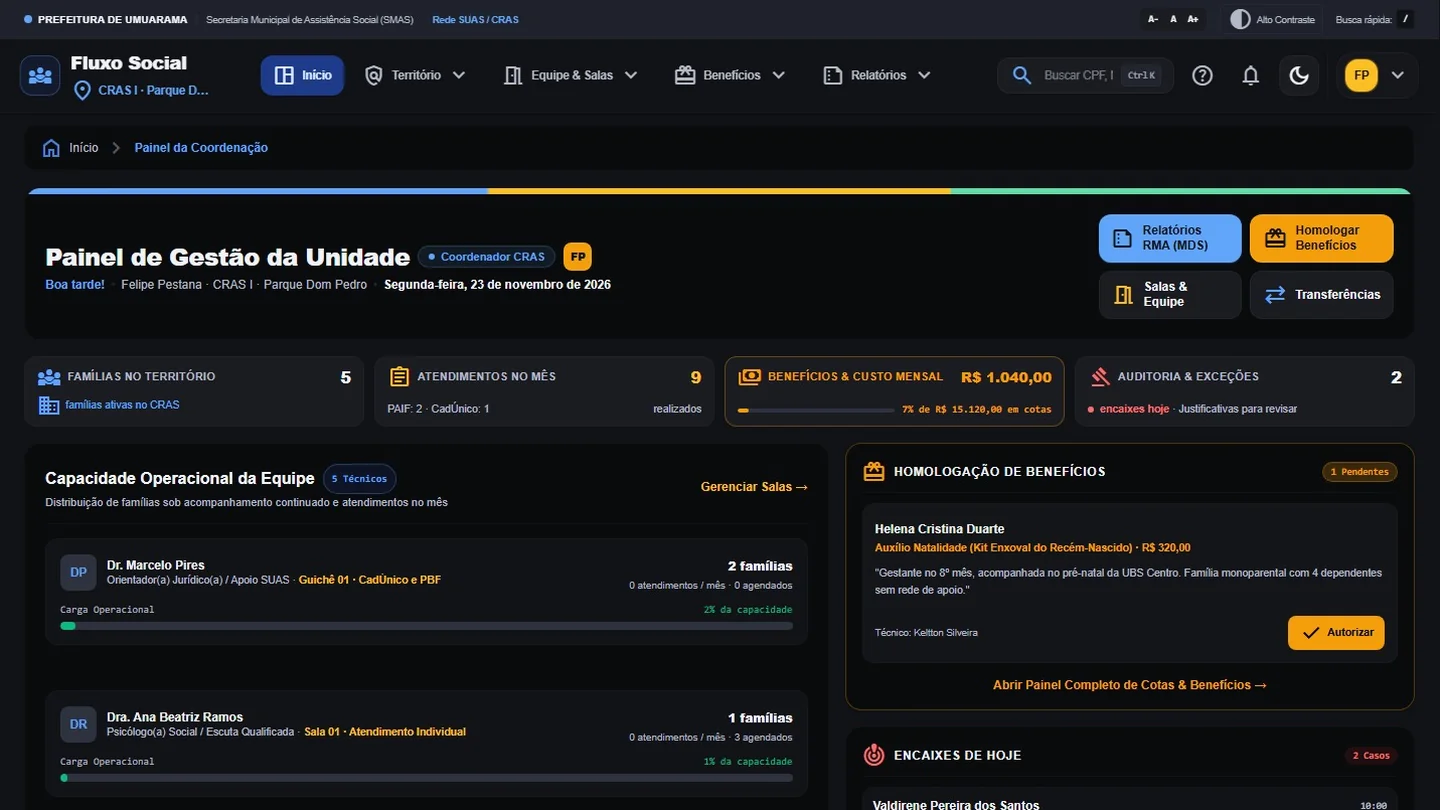 PREFEITURA DE UMUARAMA Secretaria Municipal de Assistência Social (SMAS) Rede SUAS / CRAS A- A A+ Alto Contraste Busca rápida: /
Fluxo Social
CRAS I · Parque D...
Início Território Equipe & Salas Benefícios Relatórios Buscar CPF, Ctrl K FP
Início Painel da Coordenação
Painel de Gestão da Unidade Coordenador CRAS FP
Boa tarde! · Felipe Pestana · CRAS I · Parque Dom Pedro · Segunda-feira, 23 de novembro de 2026
Relatórios RMA (MDS)
Homologar Benefícios
Salas & Equipe
Transferências
FAMÍLIAS NO TERRITÓRIO 5
famílias ativas no CRAS
ATENDIMENTOS NO MÊS 9
PAIF: 2 · CadÚnico: 1 realizados
BENEFÍCIOS & CUSTO MENSAL R$ 1.040,00
7% de R$ 15.120,00 em cotas
AUDITORIA & EXCEÇÕES 2
encaixes hoje · Justificativas para revisar
Capacidade Operacional da Equipe 5 Técnicos
Distribuição de famílias sob acompanhamento continuado e atendimentos no mês
Gerenciar Salas →
DP Dr. Marcelo Pires 2 famílias
Orientador(a) Jurídico(a) / Apoio SUAS · Guichê 01 · CadÚnico e PBF 0 atendimentos / mês · 0 agendados
Carga Operacional 2% da capacidade
DR Dra. Ana Beatriz Ramos 1 famílias
Psicólogo(a) Social / Escuta Qualificada · Sala 01 · Atendimento Individual 0 atendimentos / mês · 3 agendados
Carga Operacional 1% da capacidade
HOMOLOGAÇÃO DE BENEFÍCIOS 1 Pendentes
Helena Cristina Duarte
Auxílio Natalidade (Kit Enxoval do Recém-Nascido) · R$ 320,00
"Gestante no 8º mês, acompanhada no pré-natal da UBS Centro. Família monoparental com 4 dependentes
sem rede de apoio."
Técnico: Keltton Silveira Autorizar
Abrir Painel Completo de Cotas & Benefícios →
ENCAIXES DE HOJE 2 Casos
Valdirene Pereira dos Santos 10:00